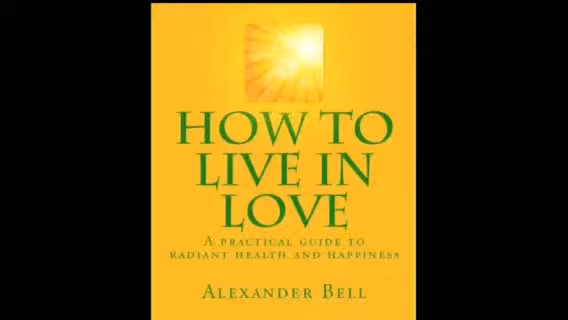 HOW TO
LIVE IN
LOVE
A PRACTICAL GUIDE TO
RADIANT HEALTH AND HAPPINESS
ALEXANDER BELL